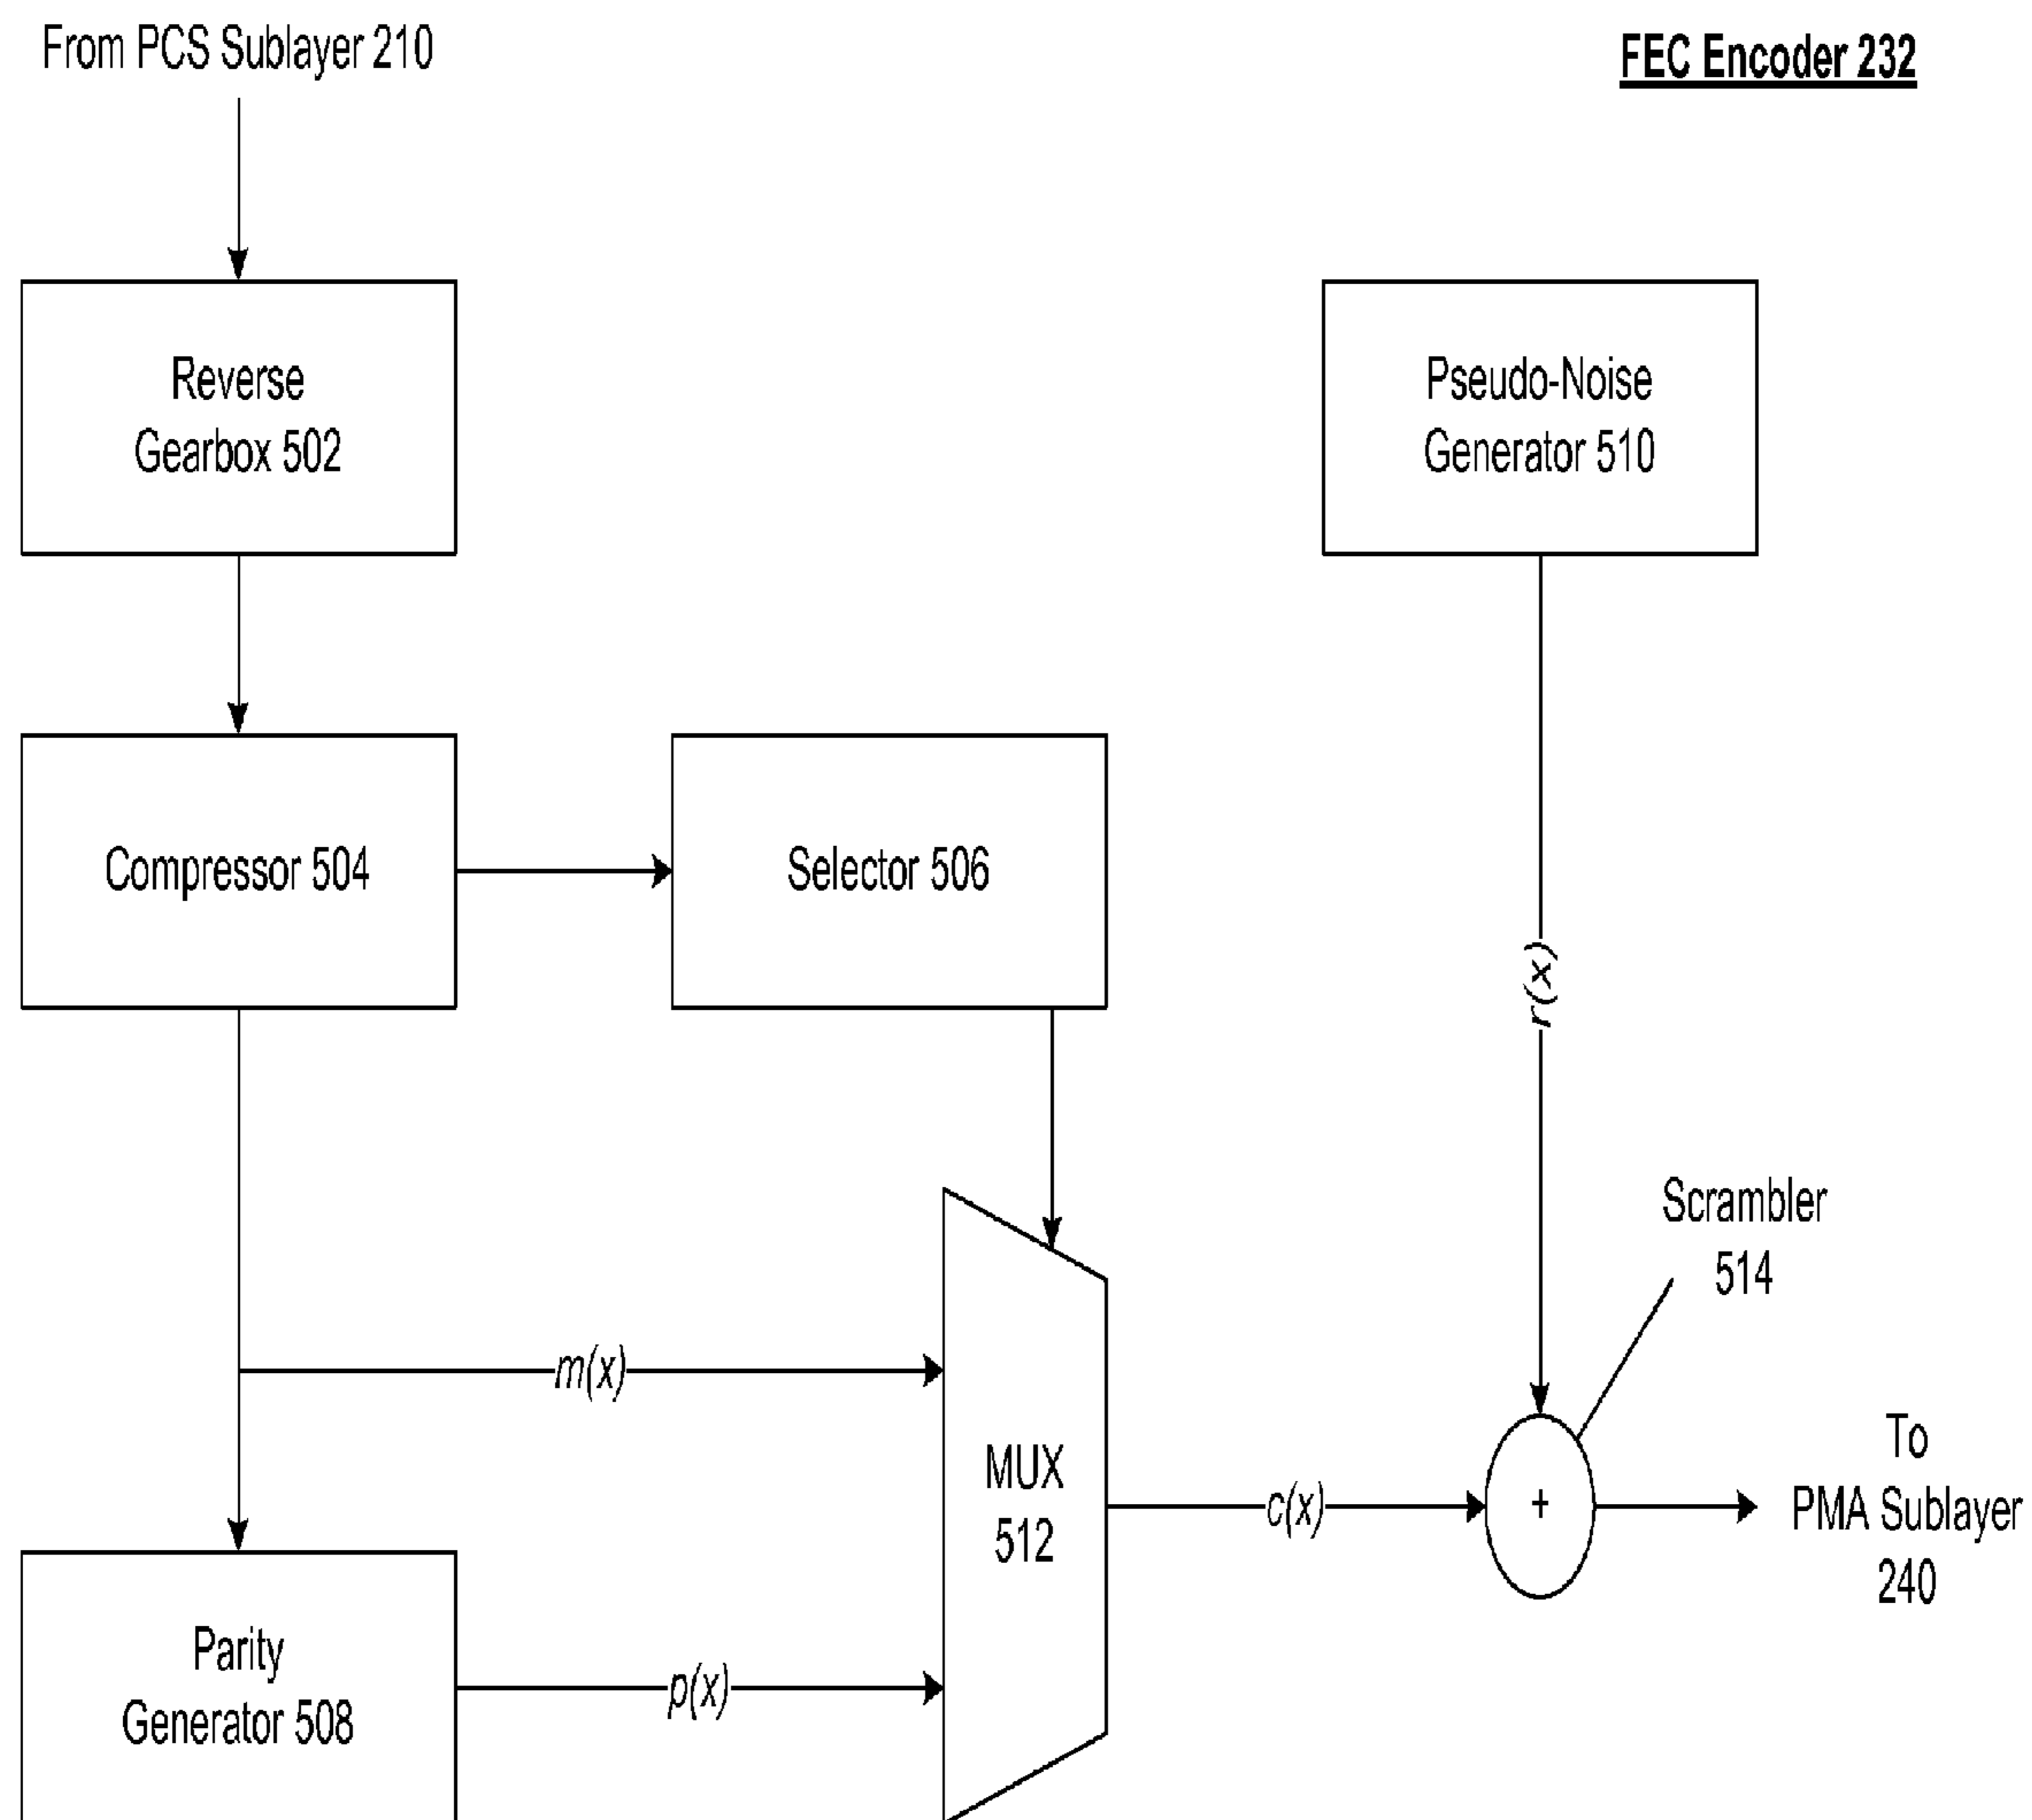 From PCS Sublayer 210
FEC Encoder 232
Reverse
Gearbox 502
Pseudo-Noise
Generator 510
Compressor 504
Selector 506
r(x)
Scrambler
514
m(x)
MUX
512
c(x)
+
To
PMA Sublayer
240
Parity
Generator 508
p(x)